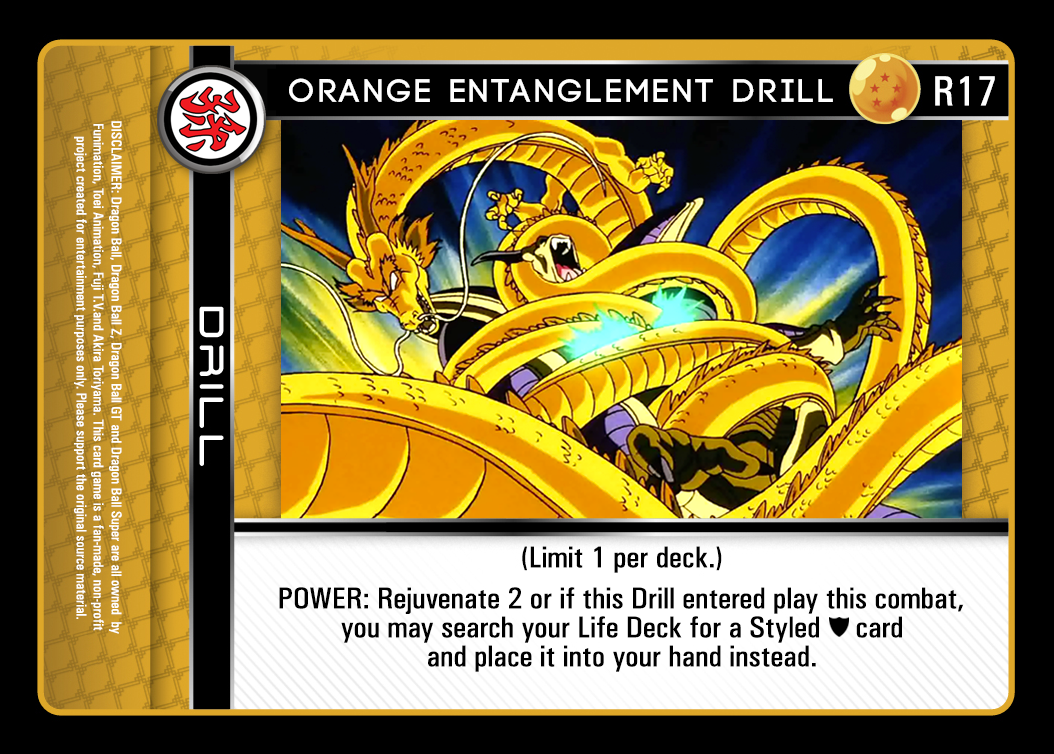 ORANGE ENTANGLEMENT DRILL
R17
孫
DRILL
DISCLAIMER: Dragon Ball, Dragon Ball Z, Dragon Ball GT and Dragon Ball Super are all owned by
Funimation, Toei Animation, Fuji T.V.and Akira Toriyama. This card game is a fan-made, non-profit
project created for entertainment purposes only. Please support the original source material.
(Limit 1 per deck.)
POWER: Rejuvenate 2 or if this Drill entered play this combat,
you may search your Life Deck for a Styled card
and place it into your hand instead.